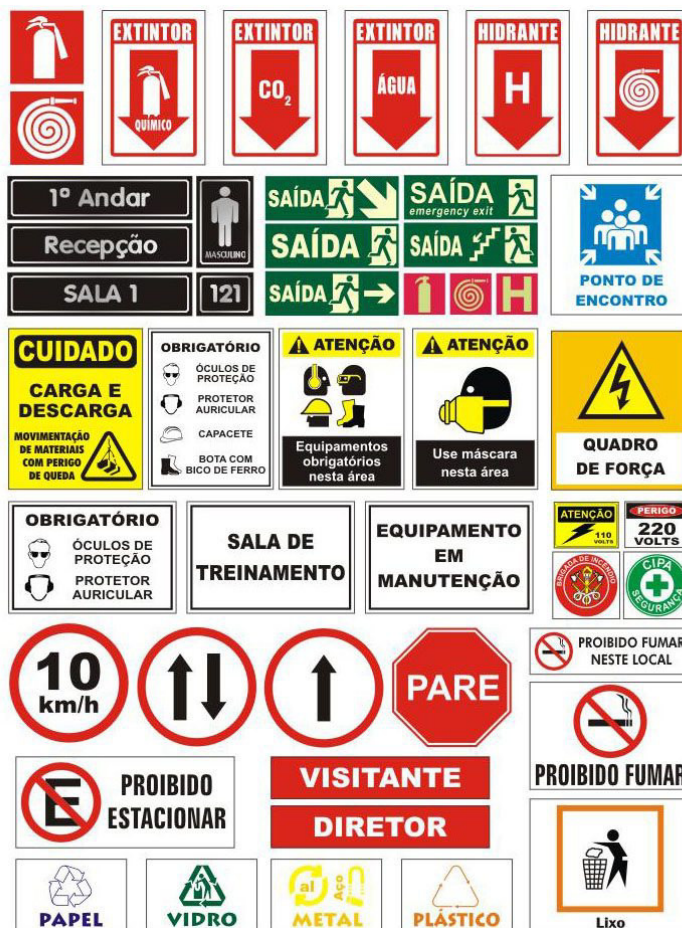 EXTINTOR
QUÍMICO
EXTINTOR
CO₂
EXTINTOR
ÁGUA
HIDRANTE
H
HIDRANTE
1º Andar
Recepção
SALA 1
MASCULINO
121
SAÍDA
SAÍDA
emergency exit
SAÍDA
SAÍDA
SAÍDA
H
PONTO DE
ENCONTRO
CUIDADO
CARGA E
DESCARGA
MOVIMENTAÇÃO
DE MATERIAIS
COM PERIGO
DE QUEDA
OBRIGATÓRIO
ÓCULOS DE
PROTEÇÃO
PROTETOR
AURICULAR
CAPACETE
BOTA COM
BICO DE FERRO
ATENÇÃO
Equipamentos
obrigatórios
nesta área
ATENÇÃO
Use máscara
nesta área
QUADRO
DE FORÇA
OBRIGATÓRIO
ÓCULOS DE
PROTEÇÃO
PROTETOR
AURICULAR
SALA DE
TREINAMENTO
EQUIPAMENTO
EM
MANUTENÇÃO
ATENÇÃO
110
VOLTS
PERIGO
220
VOLTS
BRIGADA DE INCÊNDIO
CIPA
SEGURANÇA
10
km/h
PARE
PROIBIDO FUMAR
NESTE LOCAL
PROIBIDO FUMAR
E
PROIBIDO
ESTACIONAR
VISITANTE
DIRETOR
PAPEL
VIDRO
al
Aço
METAL
PLÁSTICO
Lixo